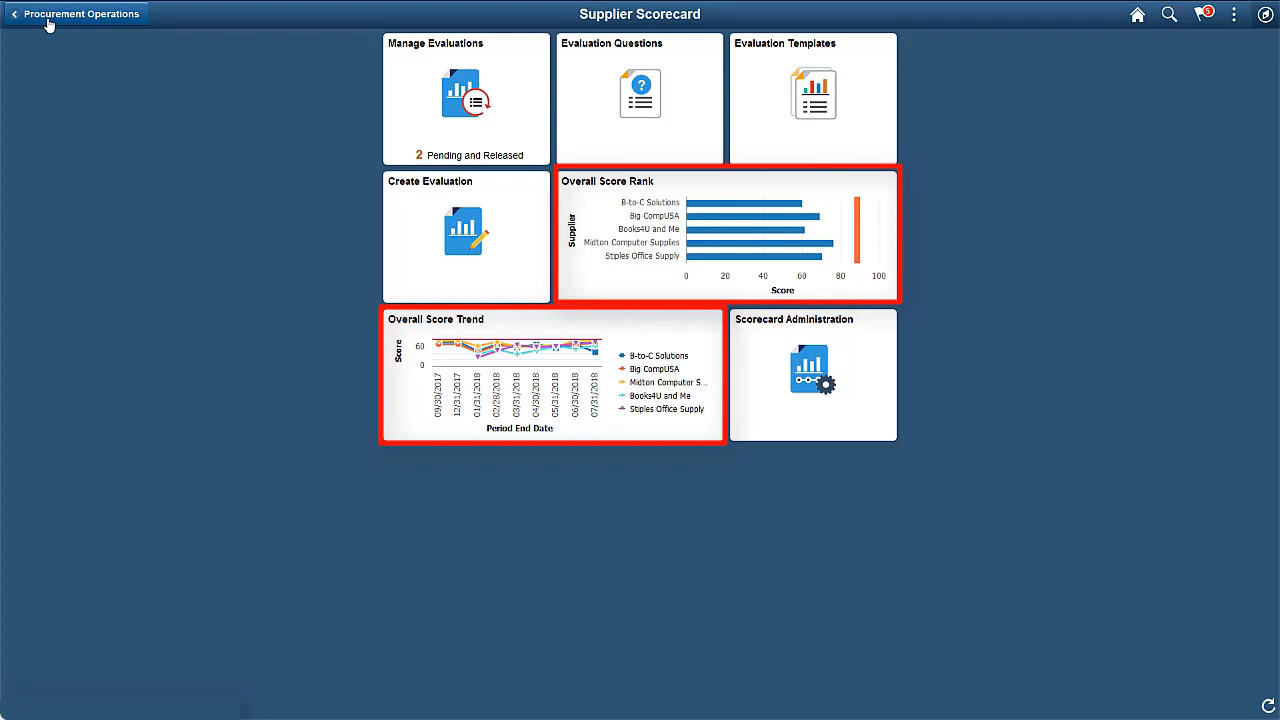 Procurement Operations
Supplier Scorecard
5
Manage Evaluations
2 Pending and Released
Evaluation Questions
?
Evaluation Templates
Create Evaluation
Overall Score Rank
Supplier
B-to-C Solutions
Big CompUSA
Books4U and Me
Midton Computer Supplies
Stiples Office Supply
0 20 40 60 80 100
Score
Overall Score Trend
Score
60
0
09/30/2017
12/31/2017
01/31/2018
02/28/2018
03/31/2018
04/30/2018
05/31/2018
06/30/2018
07/31/2018
Period End Date
B-to-C Solutions
Big CompUSA
Midton Computer S...
Books4U and Me
Stiples Office Supply
Scorecard Administration